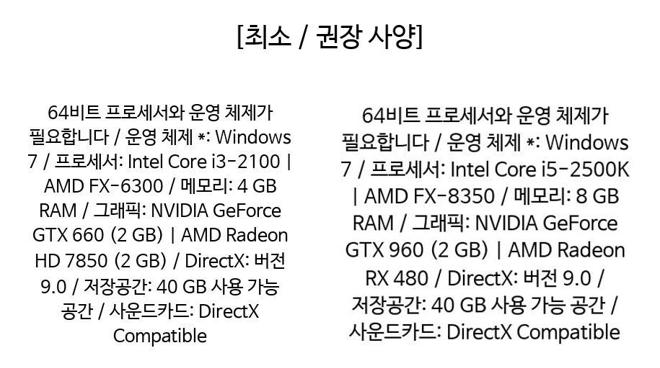 [최소 / 권장 사양]
64비트 프로세서와 운영 체제가
필요합니다 / 운영 체제 *: Windows
7 / 프로세서: Intel Core i3-2100 |
AMD FX-6300 / 메모리: 4 GB
RAM / 그래픽: NVIDIA GeForce
GTX 660 (2 GB) | AMD Radeon
HD 7850 (2 GB) / DirectX: 버전
9.0 / 저장공간: 40 GB 사용 가능
공간 / 사운드카드: DirectX
Compatible
64비트 프로세서와 운영 체제가
필요합니다 / 운영 체제 *: Windows
7 / 프로세서: Intel Core i5-2500K
| AMD FX-8350 / 메모리: 8 GB
RAM / 그래픽: NVIDIA GeForce
GTX 960 (2 GB) | AMD Radeon
RX 480 / DirectX: 버전 9.0 /
저장공간: 40 GB 사용 가능 공간 /
사운드카드: DirectX Compatible